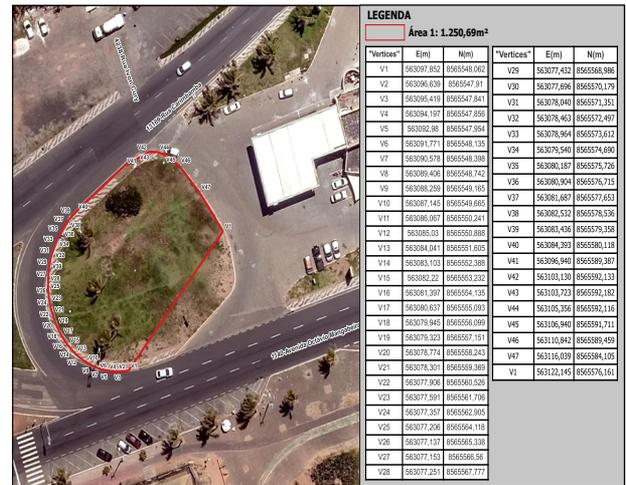 LEGENDA
Área 1: 1.250,69m²
"Vertices" E(m) N(m)
V1 563097,852 8565548,062
V2 563096,639 8565547,91
V3 563095,419 8565547,841
V4 563094,197 8565547,856
V5 563092,98 8565547,954
V6 563091,771 8565548,135
V7 563090,578 8565548,398
V8 563089,406 8565548,742
V9 563088,259 8565549,165
V10 563087,145 8565549,665
V11 563086,067 8565550,241
V12 563085,03 8565550,888
V13 563084,041 8565551,605
V14 563083,103 8565552,388
V15 563082,22 8565553,232
V16 563081,397 8565554,135
V17 563080,637 8565555,093
V18 563079,945 8565556,099
V19 563079,323 8565557,151
V20 563078,774 8565558,243
V21 563078,301 8565559,369
V22 563077,906 8565560,526
V23 563077,591 8565561,706
V24 563077,357 8565562,905
V25 563077,206 8565564,118
V26 563077,137 8565565,338
V27 563077,153 8565566,56
V28 563077,251 8565567,777
"Vertices" E(m) N(m)
V29 563077,432 8565568,986
V30 563077,696 8565570,179
V31 563078,040 8565571,351
V32 563078,463 8565572,497
V33 563078,964 8565573,612
V34 563079,540 8565574,690
V35 563080,187 8565575,726
V36 563080,904 8565576,715
V37 563081,687 8565577,653
V38 563082,532 8565578,536
V39 563083,436 8565579,358
V40 563084,393 8565580,118
V41 563096,940 8565589,387
V42 563103,130 8565592,133
V43 563103,723 8565592,182
V44 563105,356 8565592,116
V45 563106,940 8565591,711
V46 563110,842 8565589,459
V47 563116,039 8565584,105
V1 563122,145 8565576,161
V42
V43
V46
V47
V1